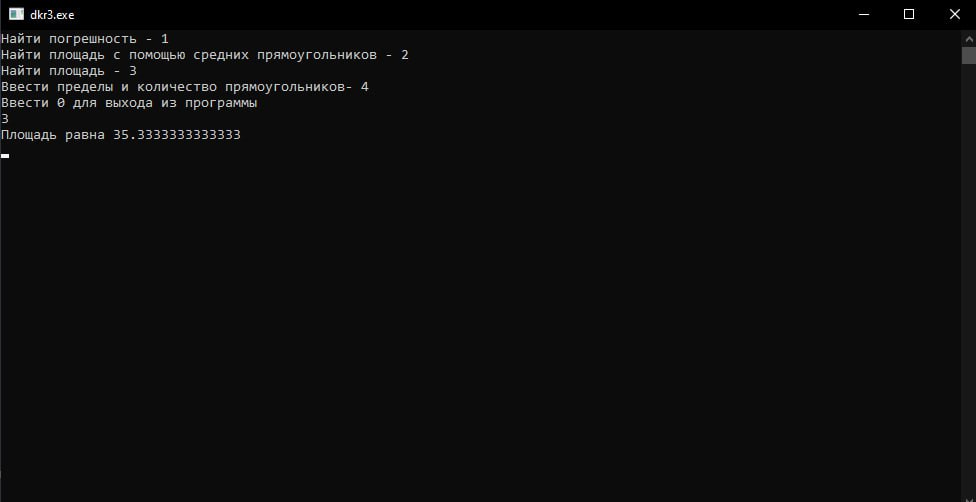 dkr3.exe
Найти погрешность - 1
Найти площадь с помощью средних прямоугольников - 2
Найти площадь - 3
Ввести пределы и количество прямоугольников- 4
Ввести 0 для выхода из программы
3
Площадь равна 35.3333333333333